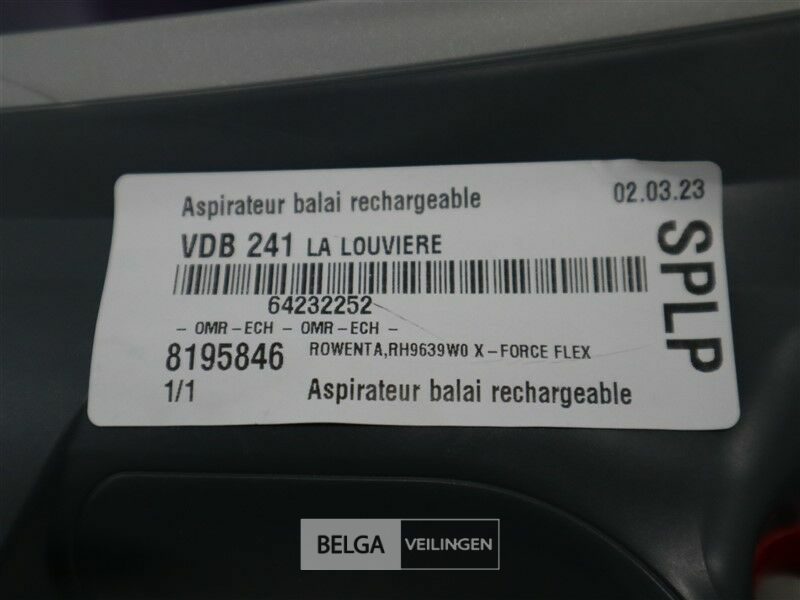 Aspirateur balai rechargeable 02.03.23
VDB 241 LA LOUVIERE
SPLP
64232252
- OMR-ECH - OMR-ECH -
8195846 ROWENTA,RH9639W0 X-FORCE FLEX
1/1 Aspirateur balai rechargeable
BELGA VEILINGEN